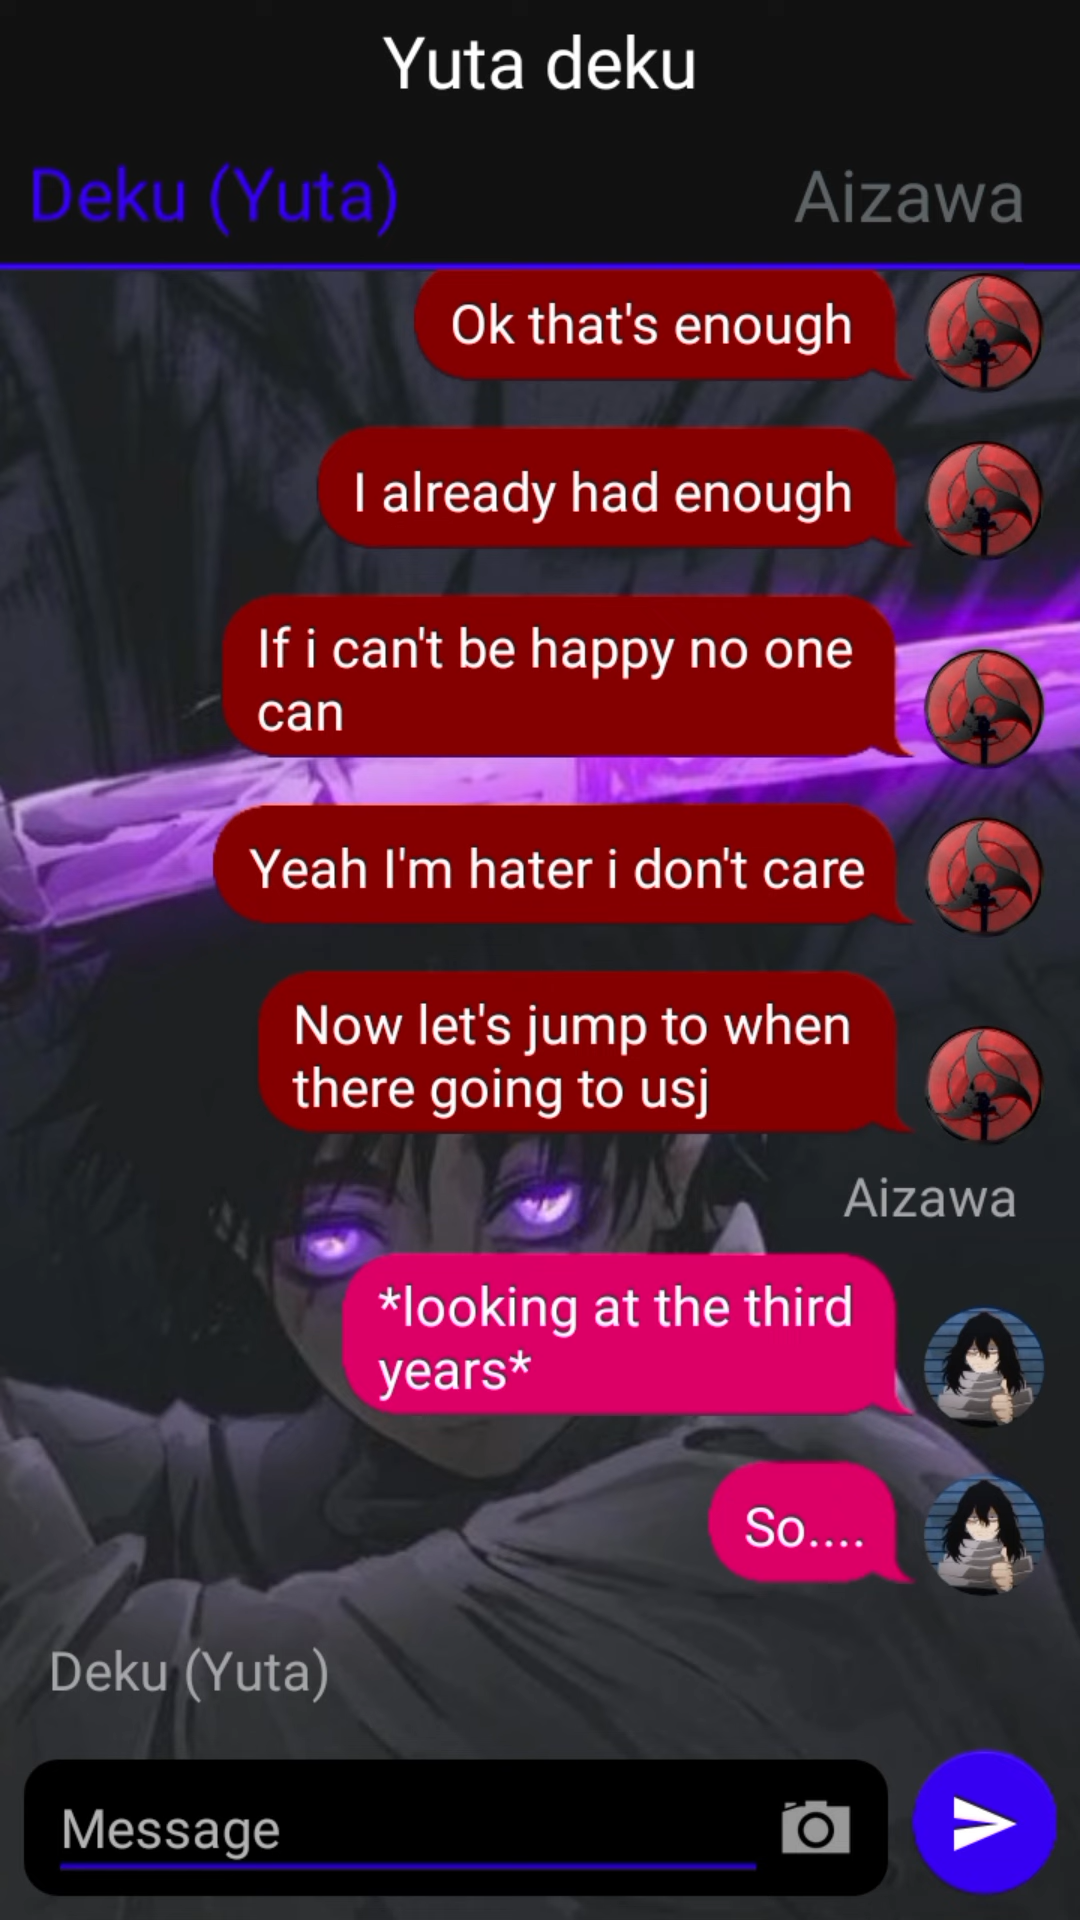 Yuta deku
Deku (Yuta)
Aizawa
Ok that's enough
I already had enough
If i can't be happy no one
can
Yeah I'm hater i don't care
Now let's jump to when
there going to usj
Aizawa
*looking at the third
years*
So....
Deku (Yuta)
Message